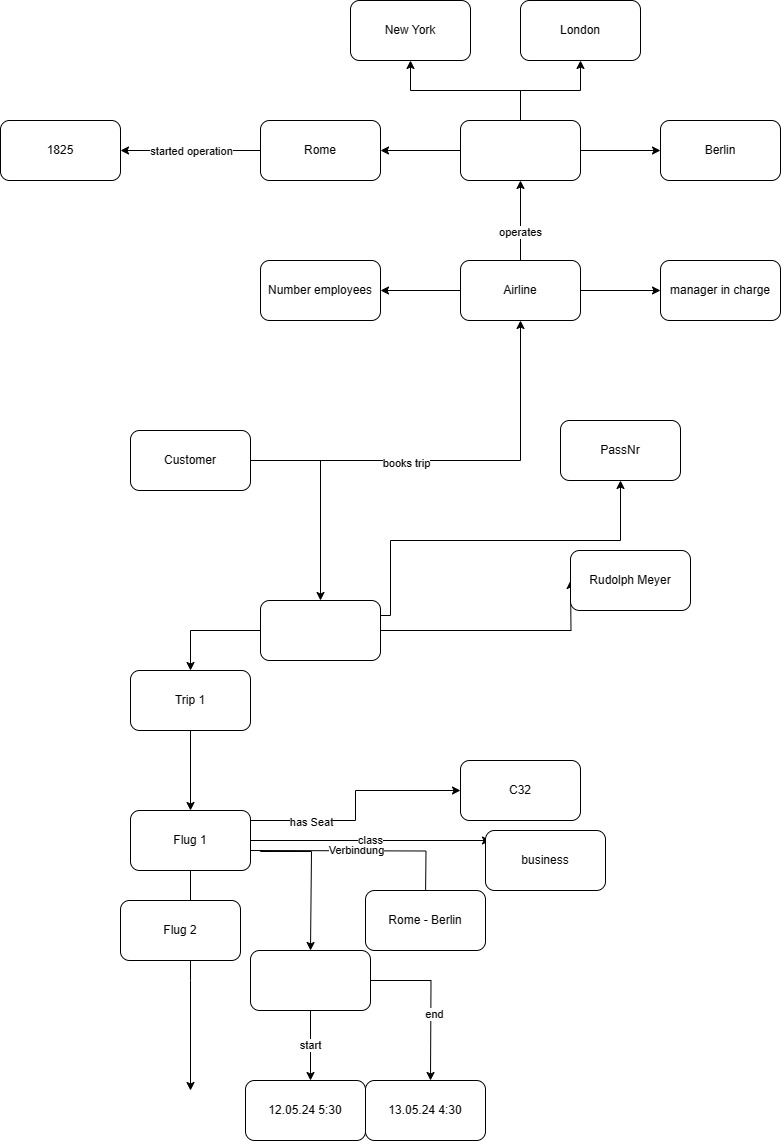 New York
London
1825
started operation
Rome
Berlin
operates
Number employees
Airline
manager in charge
Customer
books trip
PassNr
Rudolph Meyer
Trip 1
C32
has Seat
Flug 1
class
Verbindung
business
Rome - Berlin
Flug 2
end
start
12.05.24 5:30
13.05.24 4:30